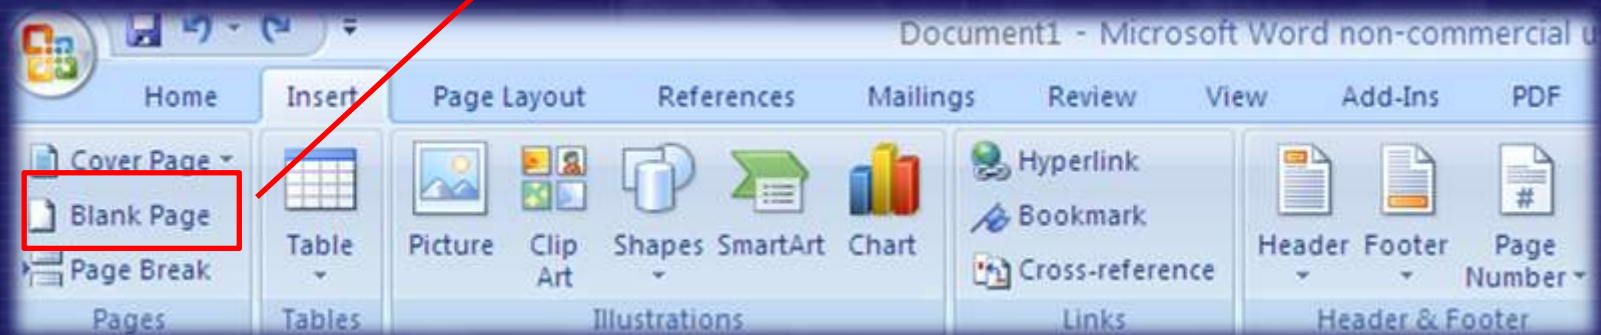 Document1 - Microsoft Word non-commercial
Home Insert Page Layout References Mailings Review View Add-Ins PDF
Cover Page
Blank Page
Page Break
Pages
Table
Tables
Picture
Clip
Art
Shapes
SmartArt
Chart
Illustrations
Hyperlink
Bookmark
Cross-reference
Links
Header
Footer
Page
Number
#
Header & Footer